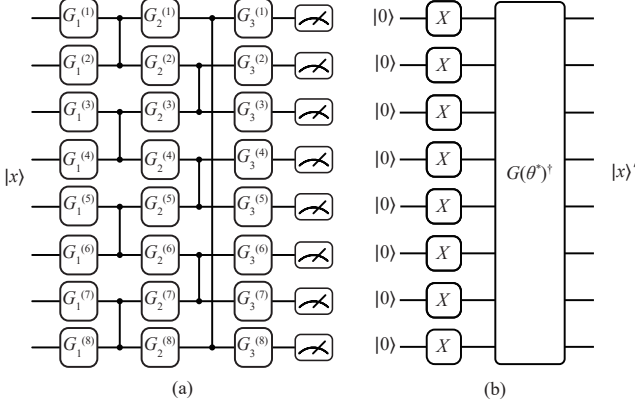 G₁⁽¹⁾ G₂⁽¹⁾ G₃⁽¹⁾ |0⟩ X
G₁⁽²⁾ G₂⁽²⁾ G₃⁽²⁾ |0⟩ X
G₁⁽³⁾ G₂⁽³⁾ G₃⁽³⁾ |0⟩ X
G₁⁽⁴⁾ G₂⁽⁴⁾ G₃⁽⁴⁾ |0⟩ X
|x⟩ G(θ*)† |x⟩'
G₁⁽⁵⁾ G₂⁽⁵⁾ G₃⁽⁵⁾ |0⟩ X
G₁⁽⁶⁾ G₂⁽⁶⁾ G₃⁽⁶⁾ |0⟩ X
G₁⁽⁷⁾ G₂⁽⁷⁾ G₃⁽⁷⁾ |0⟩ X
G₁⁽⁸⁾ G₂⁽⁸⁾ G₃⁽⁸⁾ |0⟩ X
(a) (b)